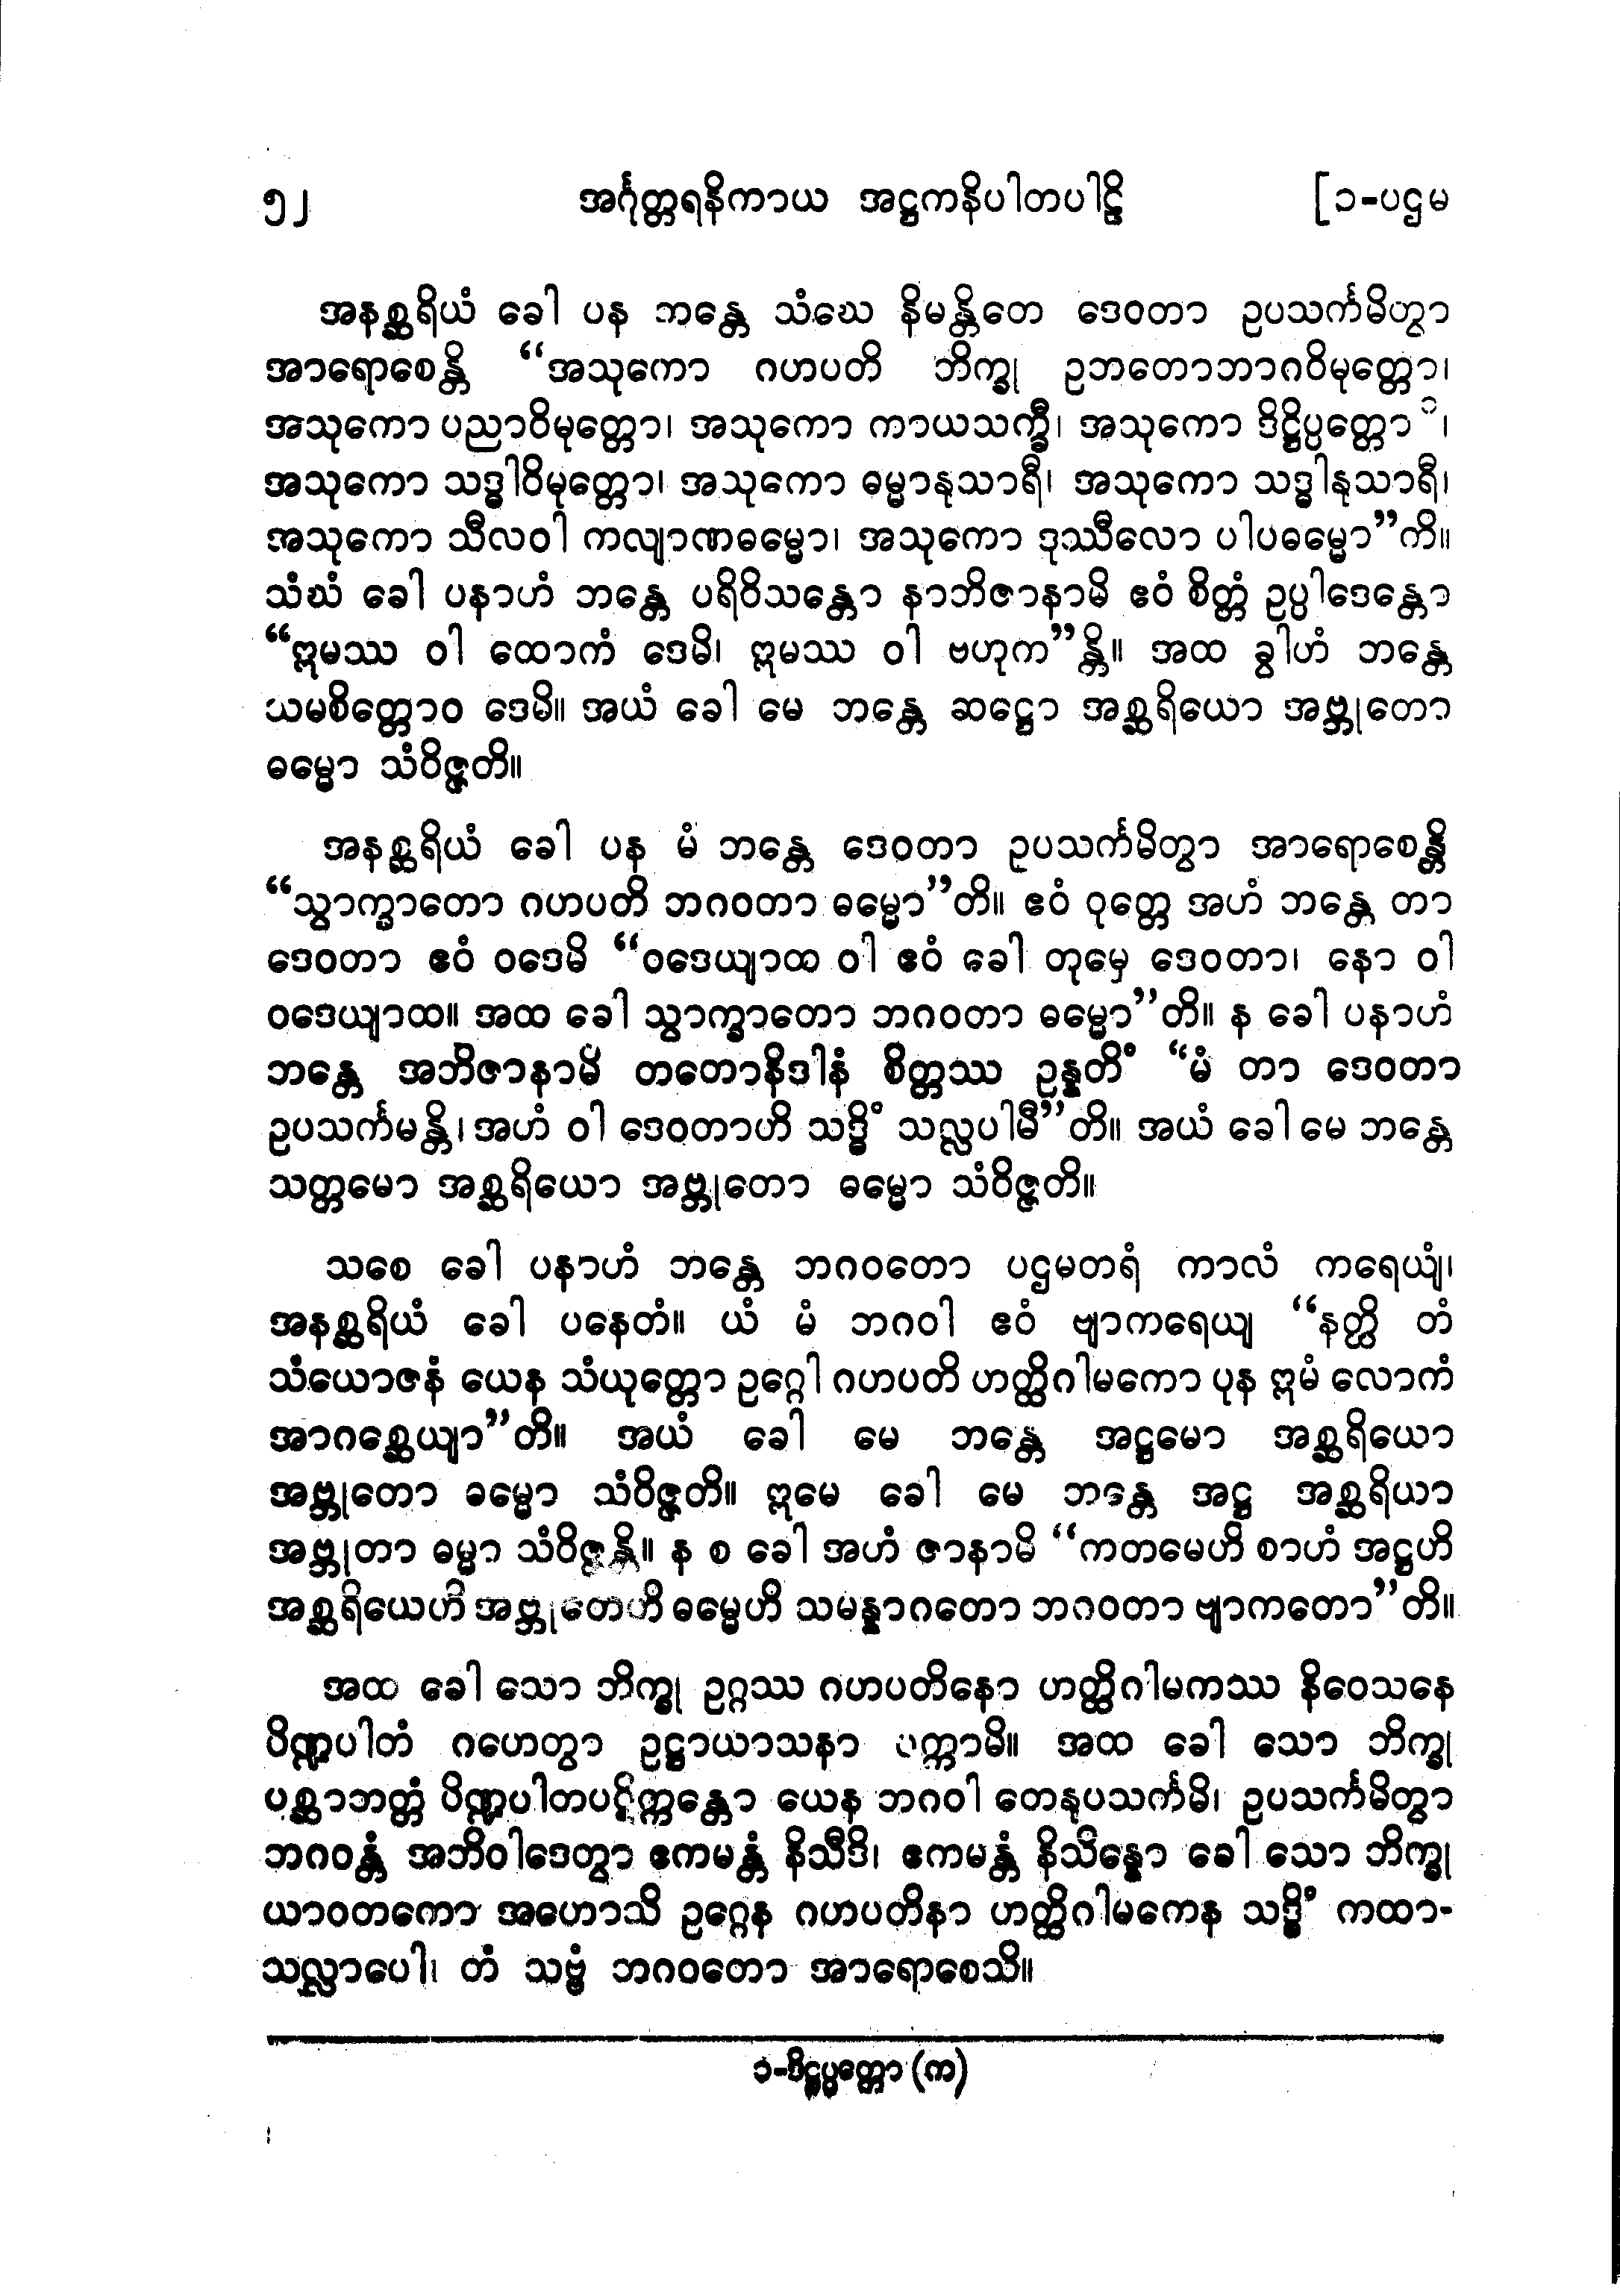 ၅၂ အင်္ဂုတ္တရနိကာယ အဋ္ဌကနိပါတပါဠိ [၁-ပဌမ
အနစ္ဆရိယံ ခေါ ပန ဘန္တေ သံဃေ နိမန္တိတေ ဒေဝတာ ဥပသင်္ကမိတွာ
အာရောစေန္တိ “အသုကော ဂဟပတိ ဘိက္ခု ဥဘတောဘာဂဝိမုတ္တော၊
အသုကော ပညာဝိမုတ္တော၊ အသုကော ကာယသက္ခီ၊ အသုကော ဒိဋ္ဌိပ္ပတ္တော ၁၊
အသုကော သဒ္ဓါဝိမုတ္တော၊ အသုကော ဓမ္မာနုသာရီ၊ အသုကော သဒ္ဓါနုသာရီ၊
အသုကော သီလဝါ ကလျာဏဓမ္မော၊ အသုကော ဒုဿီလော ပါပဓမ္မော”ကိ။
သံဃံ ခေါ ပနာဟံ ဘန္တေ ပရိဝိသန္တော နာဘိဇာနာမိ ဧဝံ စိတ္တံ ဥပ္ပါဒေန္တော
“ဣမဿ ဝါ ထောကံ ဒေမိ၊ ဣမဿ ဝါ ဗဟုက”န္တိ။ အထ ခွါဟံ ဘန္တေ
သမစိတ္တောဝ ဒေမိ။ အယံ ခေါ မေ ဘန္တေ ဆဋ္ဌော အစ္ဆရိယော အဗ္ဘုတော
ဓမ္မော သံဝိဇ္ဇတိ။
အနစ္ဆရိယံ ခေါ ပန မံ ဘန္တေ ဒေဝတာ ဥပသင်္ကမိတွာ အာရောစေန္တိ
“သွာက္ခာတော ဂဟပတိ ဘဂဝတာ ဓမ္မော”တိ။ ဧဝံ ဝုတ္တေ အဟံ ဘန္တေ တာ
ဒေဝတာ ဧဝံ ဝဒေမိ “ဝဒေယျာထ ဝါ ဧဝံ ခေါ တုမှေ ဒေဝတာ၊ နော ဝါ
ဝဒေယျာထ။ အထ ခေါ သွာက္ခာတော ဘဂဝတာ ဓမ္မော”တိ။ န ခေါ ပနာဟံ
ဘန္တေ အဘိဇာနာမိ တတောနိဒါနံ စိတ္တဿ ဥန္နတိံ “မံ တာ ဒေဝတာ
ဥပသင်္ကမန္တိ၊ အဟံ ဝါ ဒေဝတာဟိ သဒ္ဓိံ သလ္လပါမီ”တိ။ အယံ ခေါ မေ ဘန္တေ
သတ္တမော အစ္ဆရိယော အဗ္ဘုတော ဓမ္မော သံဝိဇ္ဇတိ။
သစေ ခေါ ပနာဟံ ဘန္တေ ဘဂဝတော ပဌမတရံ ကာလံ ကရေယျံ၊
အနစ္ဆရိယံ ခေါ ပနေတံ။ ယံ မံ ဘဂဝါ ဧဝံ ဗျာကရေယျ “နတ္ထိ တံ
သံယောဇနံ ယေန သံယုတ္တော ဥဂ္ဂေါ ဂဟပတိ ဟတ္ထိဂါမကော ပုန ဣမံ လောကံ
အာဂစ္ဆေယျာ”တိ။ အယံ ခေါ မေ ဘန္တေ အဋ္ဌမော အစ္ဆရိယော
အဗ္ဘုတော ဓမ္မော သံဝိဇ္ဇတိ။ ဣမေ ခေါ မေ ဘန္တေ အဋ္ဌ အစ္ဆရိယာ
အဗ္ဘုတာ ဓမ္မာ သံဝိဇ္ဇန္တိ။ န စ ခေါ အဟံ ဇာနာမိ “ကတမေဟိ စာဟံ အဋ္ဌဟိ
အစ္ဆရိယေဟိ အဗ္ဘုတေဟိ ဓမ္မေဟိ သမန္နာဂတော ဘဂဝတာ ဗျာကတော”တိ။
အထ ခေါ သော ဘိက္ခု ဥဂ္ဂဿ ဂဟပတိနော ဟတ္ထိဂါမကဿ နိဝေသနေ
ပိဏ္ဍပါတံ ဂဟေတွာ ဥဋ္ဌာယာသနာ ပက္ကာမိ။ အထ ခေါ သော ဘိက္ခု
ပစ္ဆာဘတ္တံ ပိဏ္ဍပါတပဋိက္ကန္တော ယေန ဘဂဝါ တေနုပသင်္ကမိ၊ ဥပသင်္ကမိတွာ
ဘဂဝန္တံ အဘိဝါဒေတွာ ဧကမန္တံ နိသီဒိ၊ ဧကမန္တံ နိသိန္နော ခေါ သော ဘိက္ခု
ယာဝတကော အဟောသိ ဥဂ္ဂေန ဂဟပတိနာ ဟတ္ထိဂါမကေန သဒ္ဓိံ ကထာ-
သလ္လာပေါ၊ တံ သဗ္ဗံ ဘဂဝတော အာရောစေသိ။
၁-ဒိဋ္ဌပ္ပတ္တော (က)